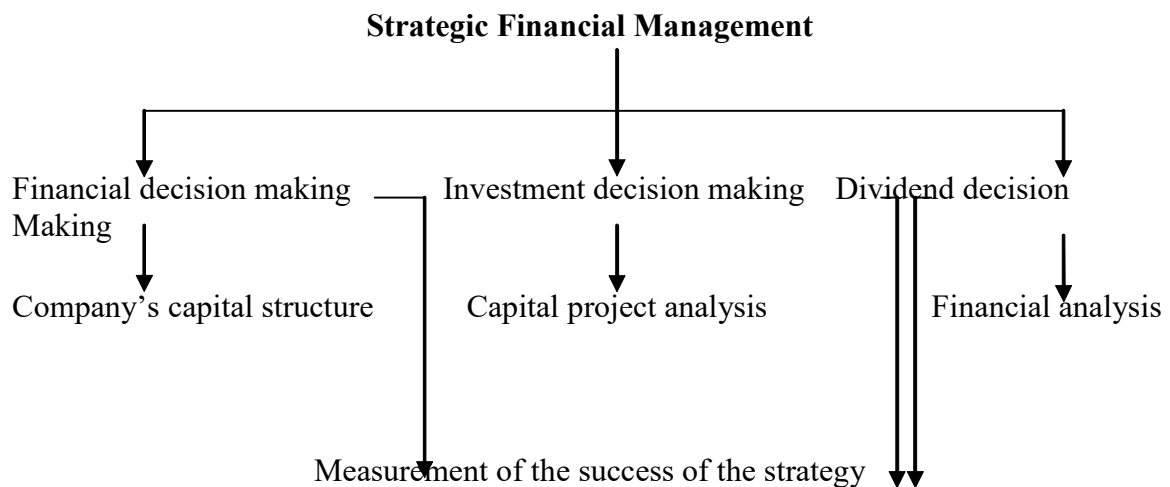 Strategic Financial Management
Financial decision making Investment decision making Dividend decision
Making
Company’s capital structure Capital project analysis Financial analysis
Measurement of the success of the strategy